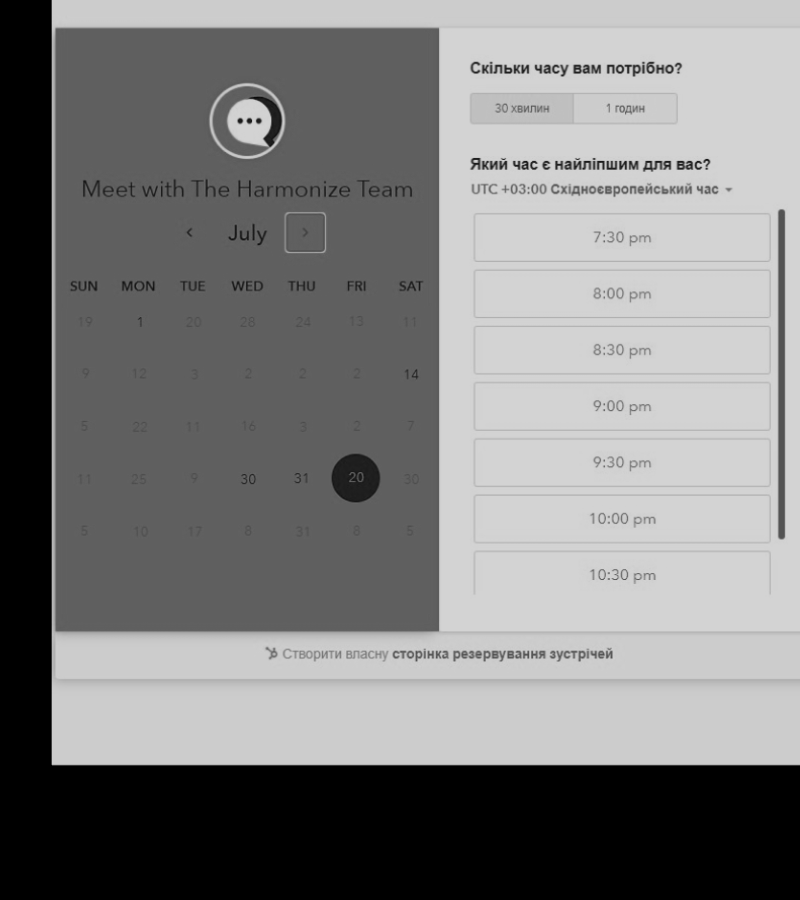 Meet with The Harmonize Team
July
SUN MON TUE WED THU FRI SAT
19 1 20 28 24 13 11
9 12 3 2 2 2 14
5 22 11 16 3 2 7
11 25 9 30 31 20 30
5 10 17 8 31 8 5
Скільки часу вам потрібно?
30 хвилин 1 годин
Який час є найліпшим для вас?
UTC +03:00 Східноєвропейський час
7:30 pm
8:00 pm
8:30 pm
9:00 pm
9:30 pm
10:00 pm
10:30 pm
Створити власну сторінка резервування зустрічей